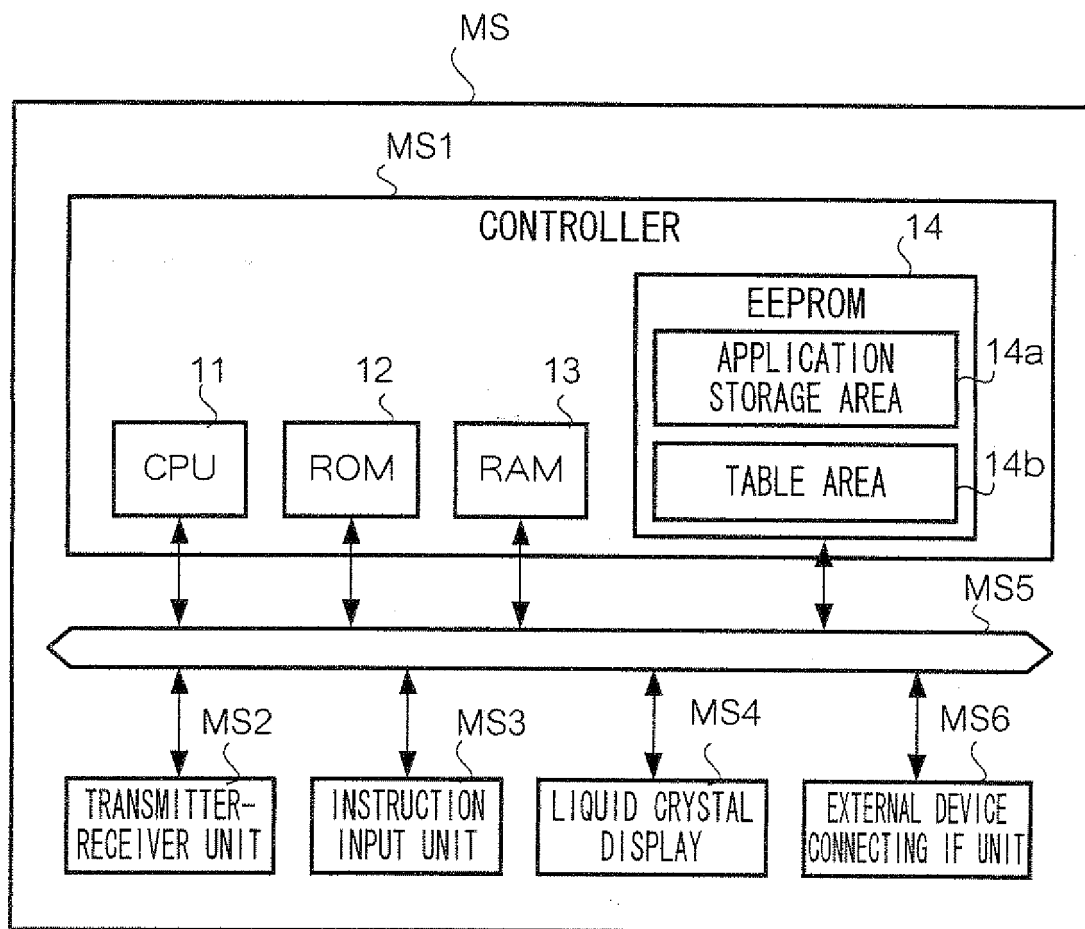 MS
MS1
CONTROLLER
14
EEPROM
APPLICATION
STORAGE AREA
14a
11
12
13
CPU
ROM
RAM
TABLE AREA
14b
MS5
MS2
MS3
MS4
MS6
TRANSMITTER-
RECEIVER UNIT
INSTRUCTION
INPUT UNIT
LIQUID CRYSTAL
DISPLAY
EXTERNAL DEVICE
CONNECTING IF UNIT